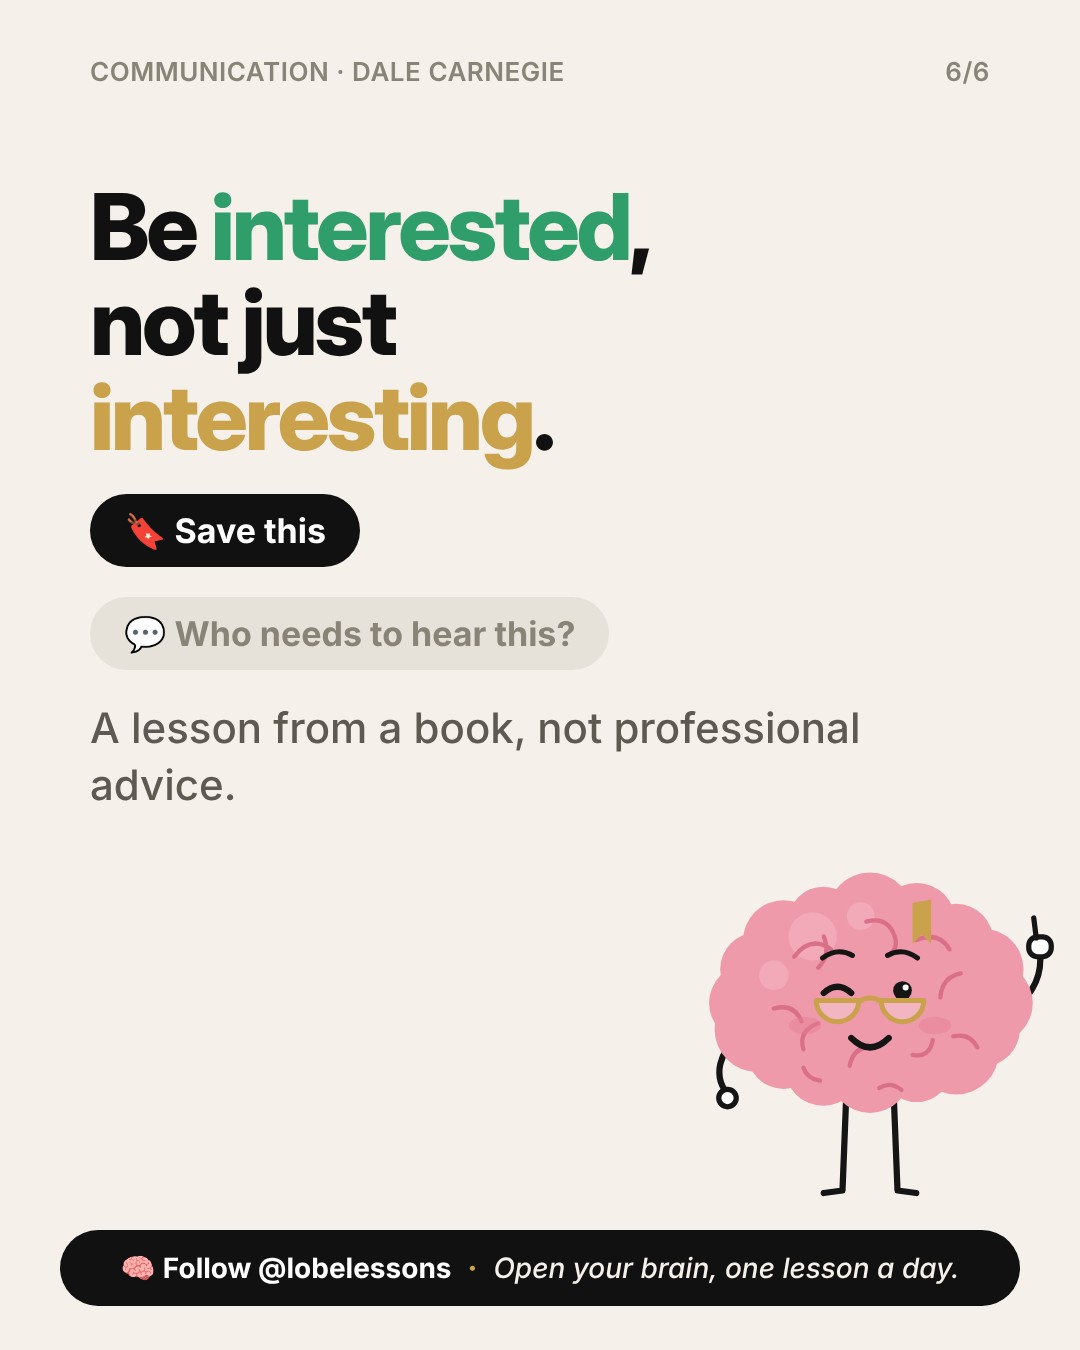 COMMUNICATION · DALE CARNEGIE 6/6
Be interested,
not just
interesting.
🔖 Save this
💬 Who needs to hear this?
A lesson from a book, not professional
advice.
🧠 Follow @lobelessons · Open your brain, one lesson a day.